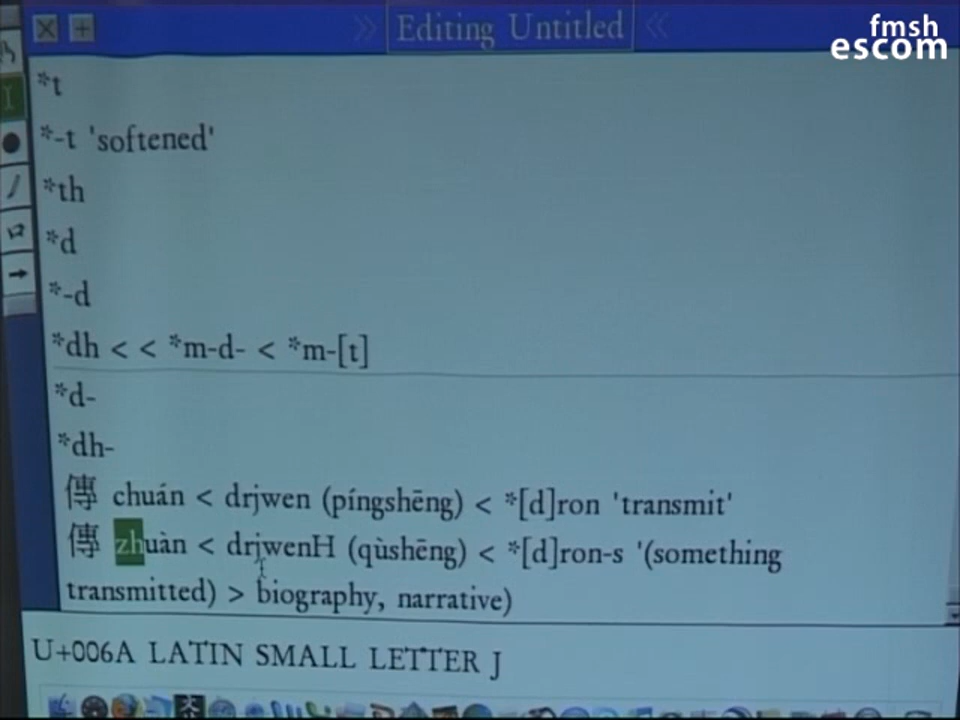 Editing Untitled
fmsh
escom
*t
*-t 'softened'
*th
*d
*-d
*dh < < *m-d- < *m-[t]
*d-
*dh-
傳 chuán < drjwen (píngshēng) < *[d]ron 'transmit'
傳 zhuàn < drjwenH (qùshēng) < *[d]ron-s '(something
transmitted) > biography, narrative)
U+006A LATIN SMALL LETTER J